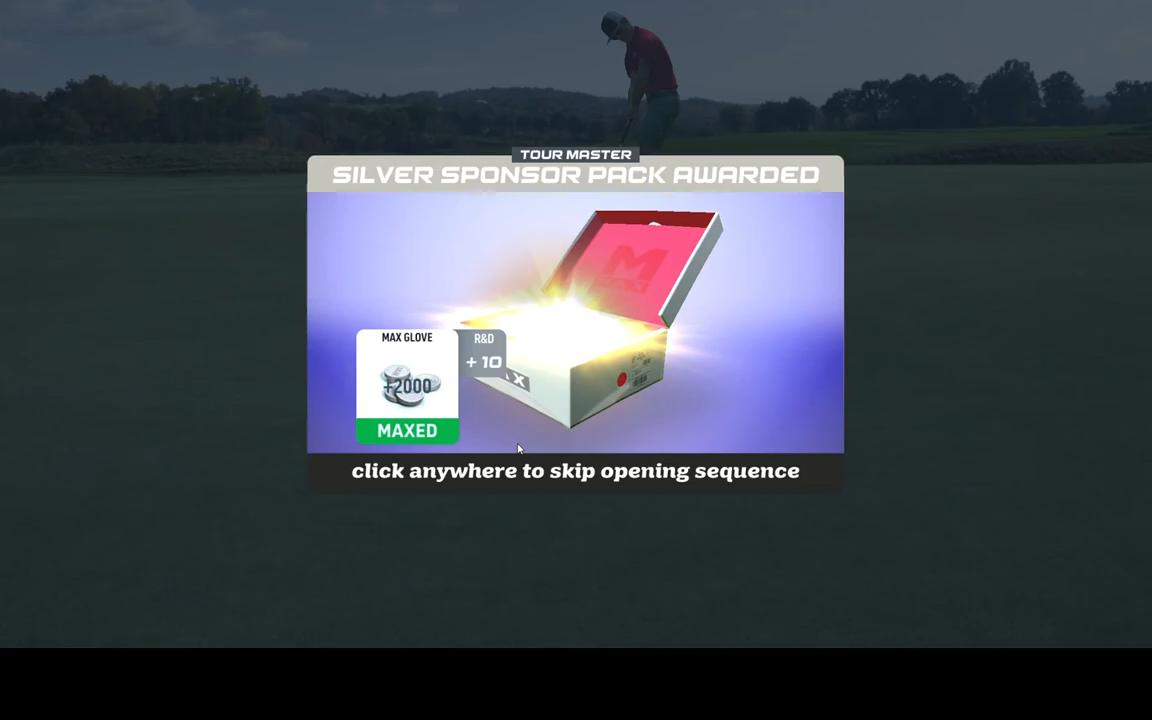 TOUR MASTER
SILVER SPONSOR PACK AWARDED
MAX GLOVE
R&D
+ 10
+2000
MAXED
click anywhere to skip opening sequence